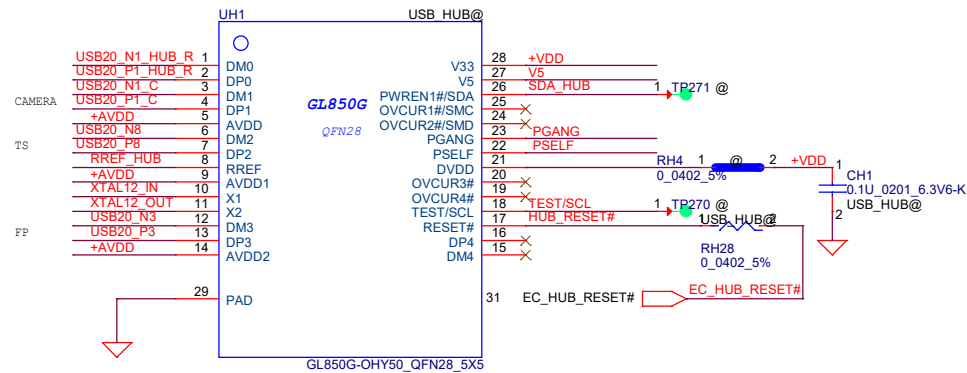 UH1 USB_HUB@
USB20_N1_HUB_R 1 DM0
USB20_P1_HUB_R 2 DP0
USB20_N1_C 3 DM1
CAMERA USB20_P1_C 4 DP1
+AVDD 5 AVDD
USB20_N8 6 DM2
TS USB20_P8 7 DP2
RREF_HUB 8 RREF
+AVDD 9 AVDD1
XTAL12_IN 10 X1
XTAL12_OUT 11 X2
USB20_N3 12 DM3
FP USB20_P3 13 DP3
+AVDD 14 AVDD2
29 PAD
GL850G
QFN28
V33 28 +VDD
V5 27 V5
PWREN1#/SDA 26 SDA_HUB 1 TP271 @
OVCUR1#/SMC 25
OVCUR2#/SMD 24
PGANG 23 PGANG
PSELF 22 PSELF
DVDD 21 RH4 1 @ 2 +VDD 1
0_0402_5%
CH1
0.1U_0201_6.3V6-K
USB_HUB@
2
OVCUR3# 20
OVCUR4# 19
TEST/SCL 18 TEST/SCL 1 TP270 @
RESET# 17 HUB_RESET# 1 USB_HUB@ 2
RH28
0_0402_5%
DP4 16
DM4 15
31 EC_HUB_RESET# EC_HUB_RESET#
GL850G-OHY50_QFN28_5X5